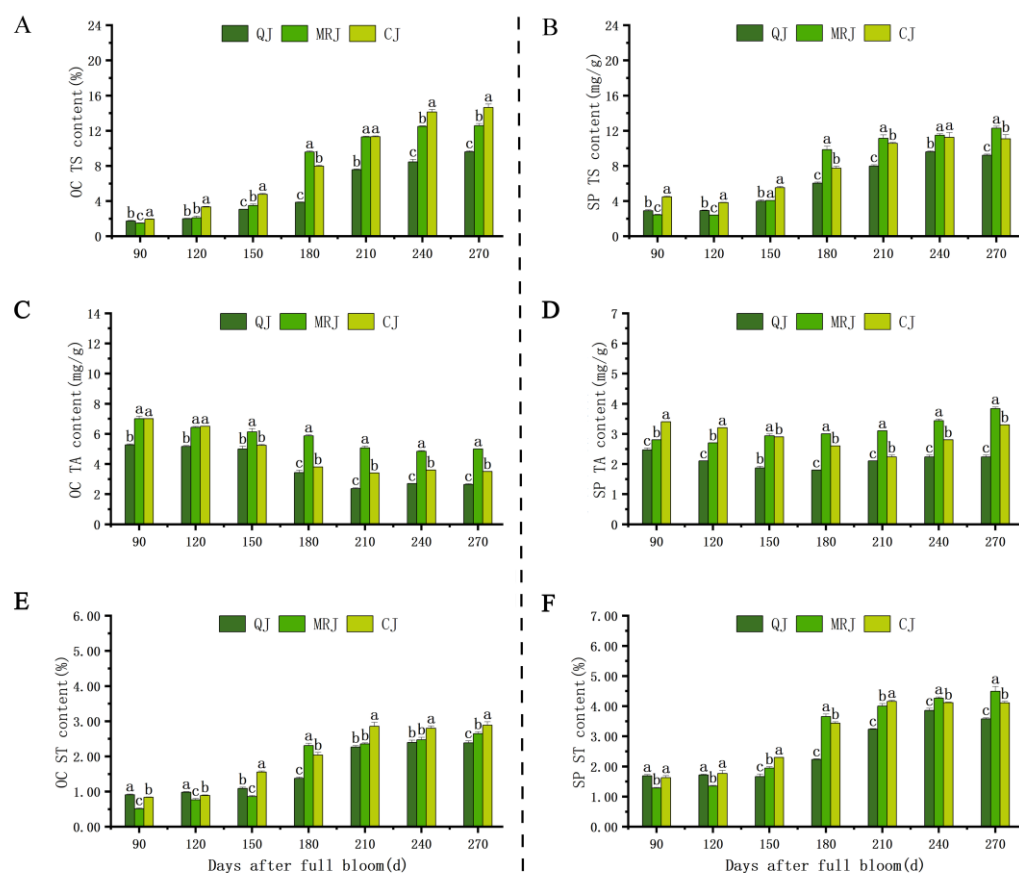 A
QJ MRJ CJ
OC TS content(%)
24
20
16
12
8
4
0
b c a b b a c b a c a b b a a c b a c b a
90 120 150 180 210 240 270
B
QJ MRJ CJ
SP TS content(mg/g)
24
20
16
12
8
4
0
b c a b c a b a a c a b c a b c a a c a b
90 120 150 180 210 240 270
C
QJ MRJ CJ
OC TA content(mg/g)
14
12
10
8
6
4
2
0
b a a b a a b a b c a b c a b c a b c a b
90 120 150 180 210 240 270
D
QJ MRJ CJ
SP TA content(mg/g)
7
6
5
4
3
2
1
0
c b a c b a b a b c a b c a b c a b c a b
90 120 150 180 210 240 270
E
QJ MRJ CJ
OC ST content(%)
6.00
5.00
4.00
3.00
2.00
1.00
0.00
a c b a c b b c a c a b b b a b b a c b a
90 120 150 180 210 240 270
Days after full bloom(d)
F
QJ MRJ CJ
SP ST content(%)
7.00
6.00
5.00
4.00
3.00
2.00
1.00
0.00
a b a a b a c b a c a b c b a c a b c a b
90 120 150 180 210 240 270
Days after full bloom(d)